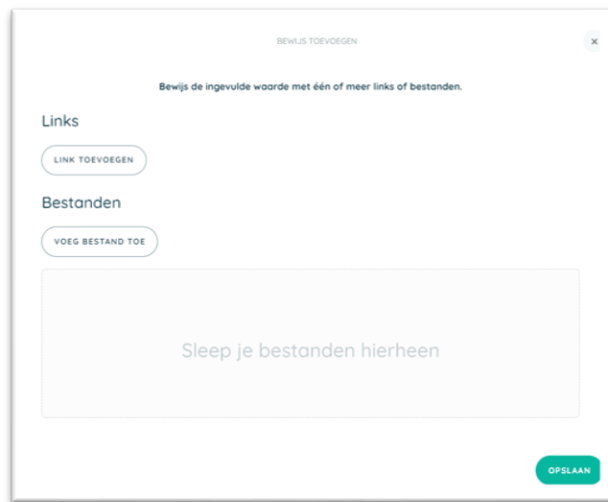 BEWIJS TOEVOEGEN
×
Bewijs de ingevulde waarde met één of meer links of bestanden.
Links
LINK TOEVOEGEN
Bestanden
VOEG BESTAND TOE
Sleep je bestanden hierheen
OPSLAAN